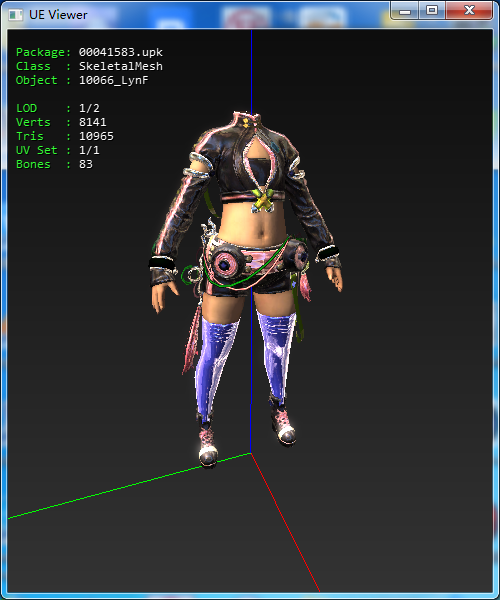 UE Viewer
Package: 00041583.upk
Class  : SkeletalMesh
Object : 10066_LynF
LOD    : 1/2
Verts  : 8141
Tris   : 10965
UV Set : 1/1
Bones  : 83